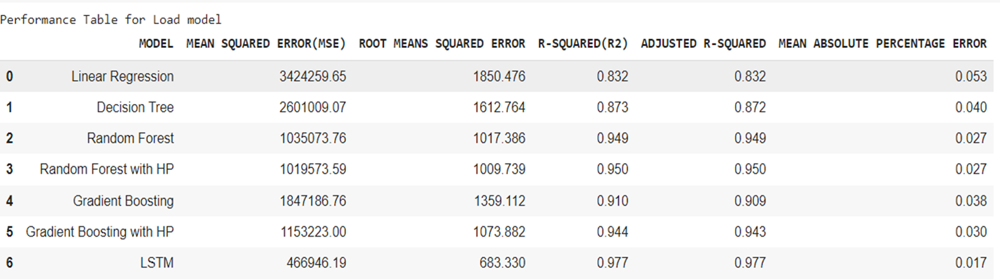 Performance Table for Load model
MODEL MEAN SQUARED ERROR(MSE) ROOT MEANS SQUARED ERROR R-SQUARED(R2) ADJUSTED R-SQUARED MEAN ABSOLUTE PERCENTAGE ERROR
0 Linear Regression 3424259.65 1850.476 0.832 0.832 0.053
1 Decision Tree 2601009.07 1612.764 0.873 0.872 0.040
2 Random Forest 1035073.76 1017.386 0.949 0.949 0.027
3 Random Forest with HP 1019573.59 1009.739 0.950 0.950 0.027
4 Gradient Boosting 1847186.76 1359.112 0.910 0.909 0.038
5 Gradient Boosting with HP 1153223.00 1073.882 0.944 0.943 0.030
6 LSTM 466946.19 683.330 0.977 0.977 0.017